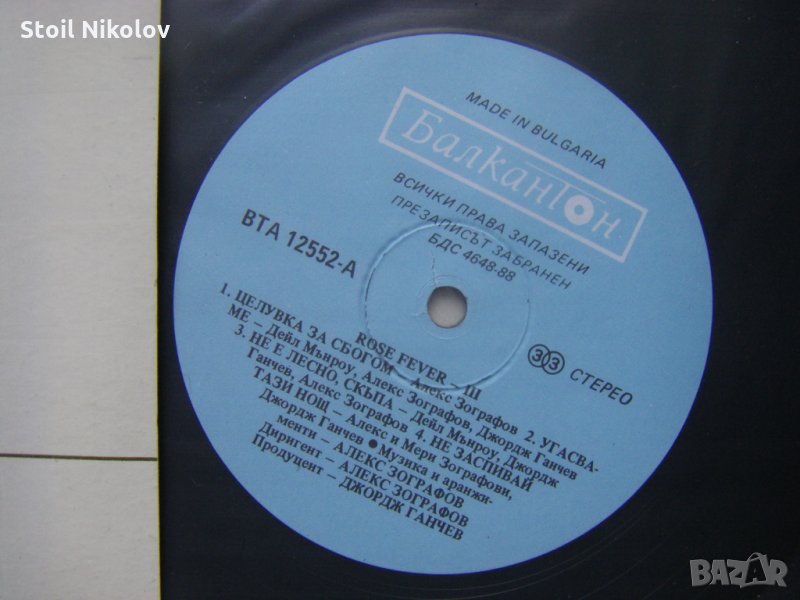 Stoil Nikolov
MADE IN BULGARIA
Балкантон
ВСИЧКИ ПРАВА ЗАПАЗЕНИ
ПРЕЗАПИСЪТ ЗАБРАНЕН
БДС 4648-88
ВТА 12552-А
33 СТЕРЕО
ROSE FEVER – III
1. ЦЕЛУВКА ЗА СБОГОМ – Алекс Зографов 2. УГАСВА-
МЕ – Дейл Мънроу, Алекс Зографов, Джордж Ганчев
3. НЕ Е ЛЕСНО, СКЪПА – Дейл Мънроу, Джордж
Ганчев, Алекс Зографов 4. НЕ ЗАСПИВАЙ
ТАЗИ НОЩ – Алекс и Мери Зографови,
Джордж Ганчев • Музика и аранжи-
менти – АЛЕКС ЗОГРАФОВ
Диригент – АЛЕКС ЗОГРАФОВ
Продуцент – ДЖОРДЖ ГАНЧЕВ
BAZAR